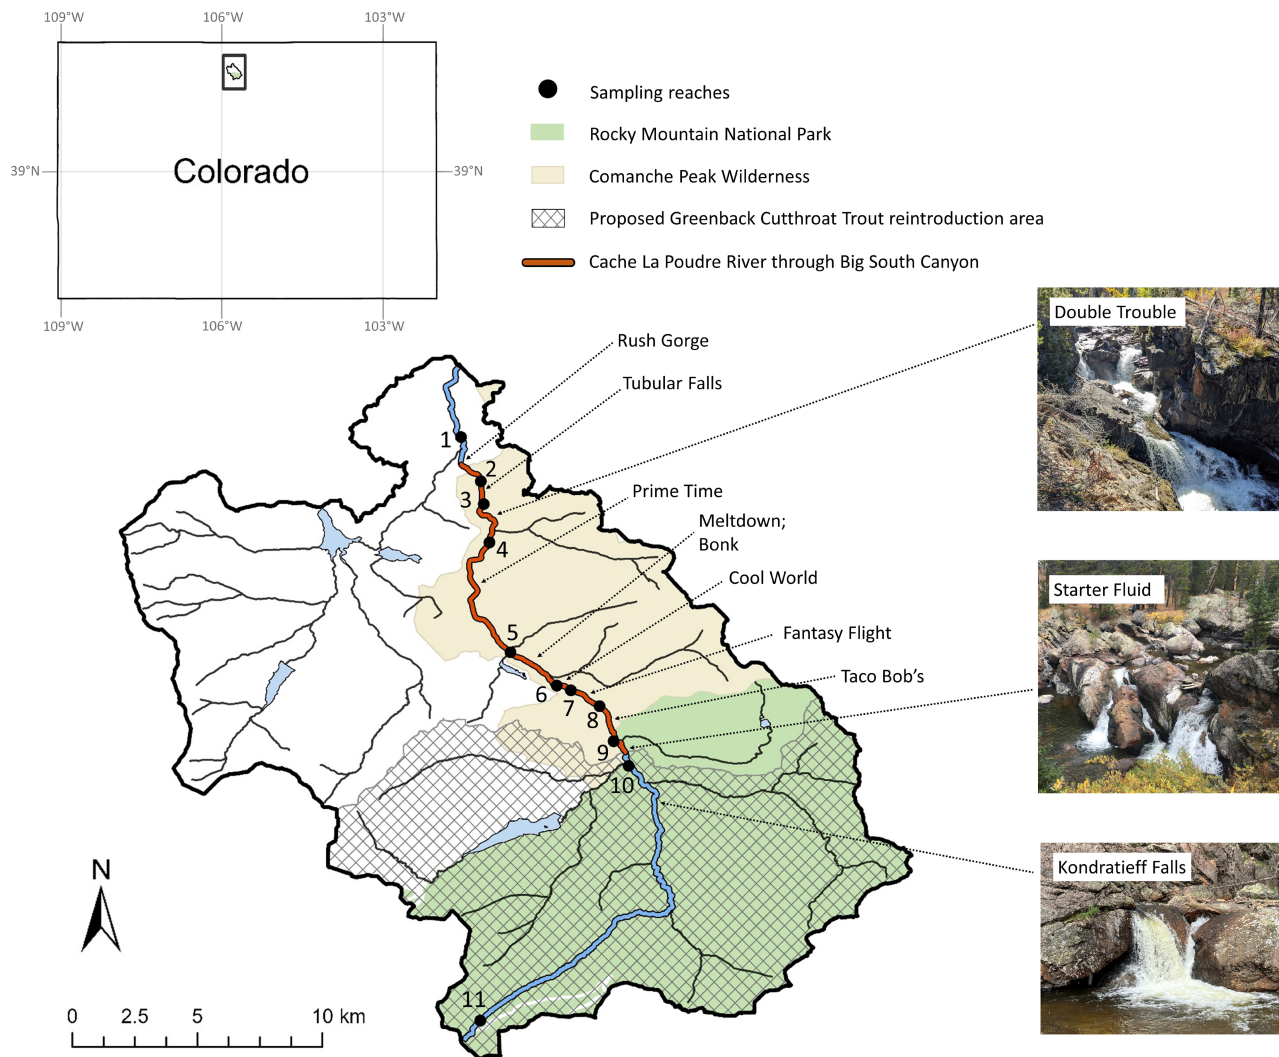 109°W
106°W
103°W
39°N
Colorado
39°N
109°W
106°W
103°W
Sampling reaches
Rocky Mountain National Park
Comanche Peak Wilderness
Proposed Greenback Cutthroat Trout reintroduction area
Cache La Poudre River through Big South Canyon
Double Trouble
Rush Gorge
Tubular Falls
1
2
3
Prime Time
Meltdown;
Bonk
4
Cool World
Starter Fluid
5
Fantasy Flight
Taco Bob's
6
7
8
9
10
Kondratieff Falls
N
11
0
2.5
5
10 km